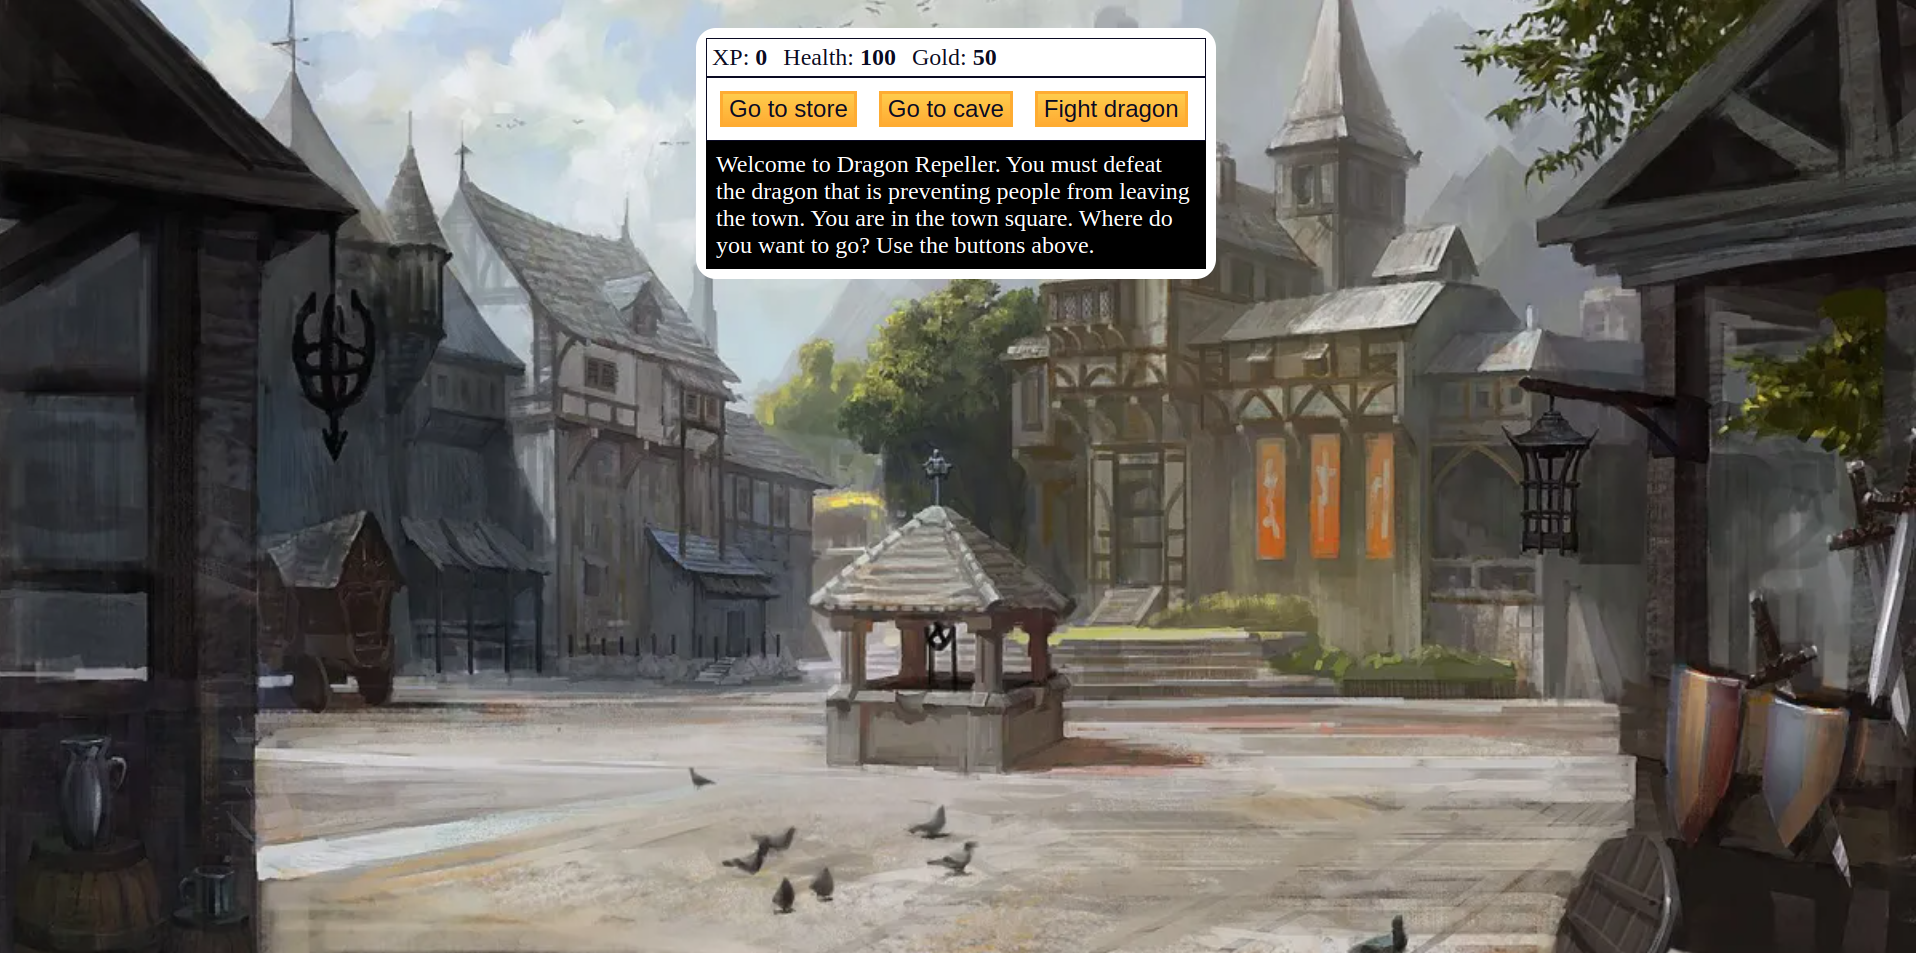 XP: 0 Health: 100 Gold: 50
Go to store Go to cave Fight dragon
Welcome to Dragon Repeller. You must defeat
the dragon that is preventing people from leaving
the town. You are in the town square. Where do
you want to go? Use the buttons above.